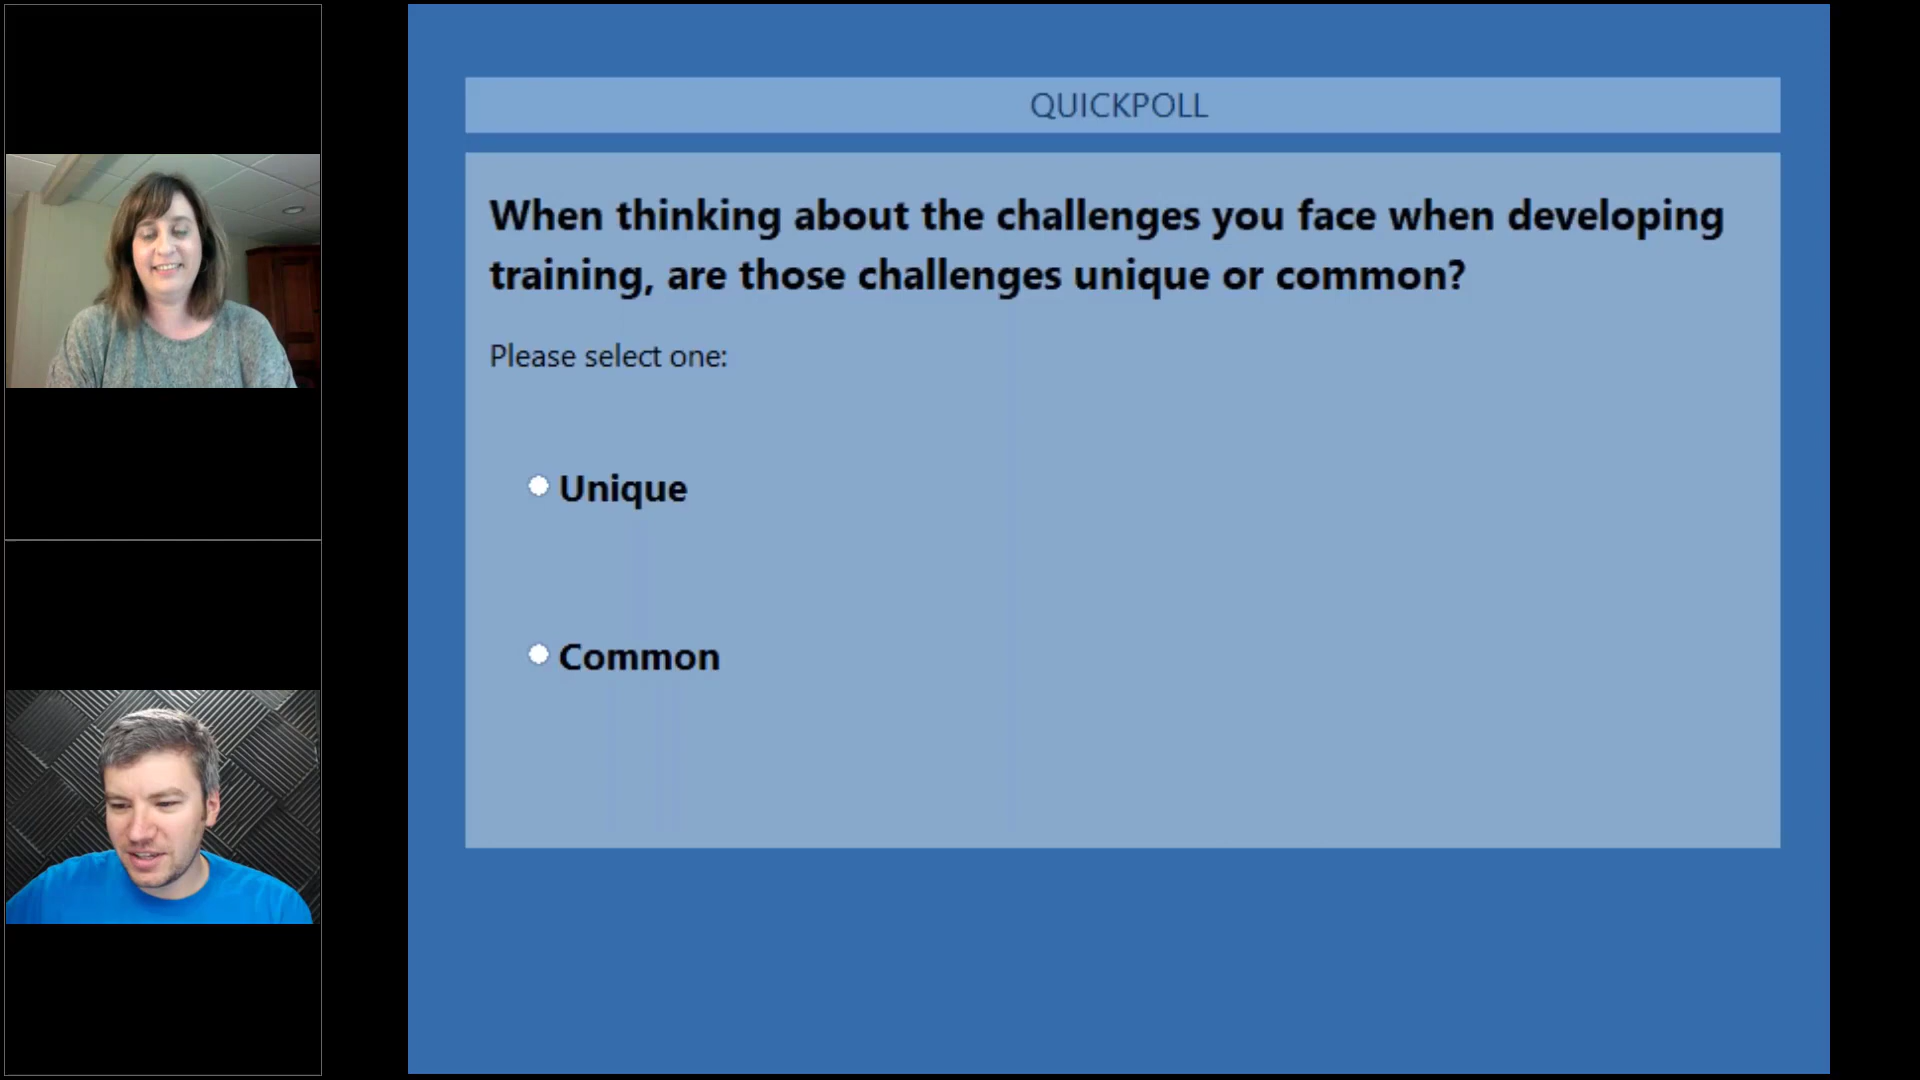 QUICKPOLL
When thinking about the challenges you face when developing
training, are those challenges unique or common?
Please select one:
Unique
Common